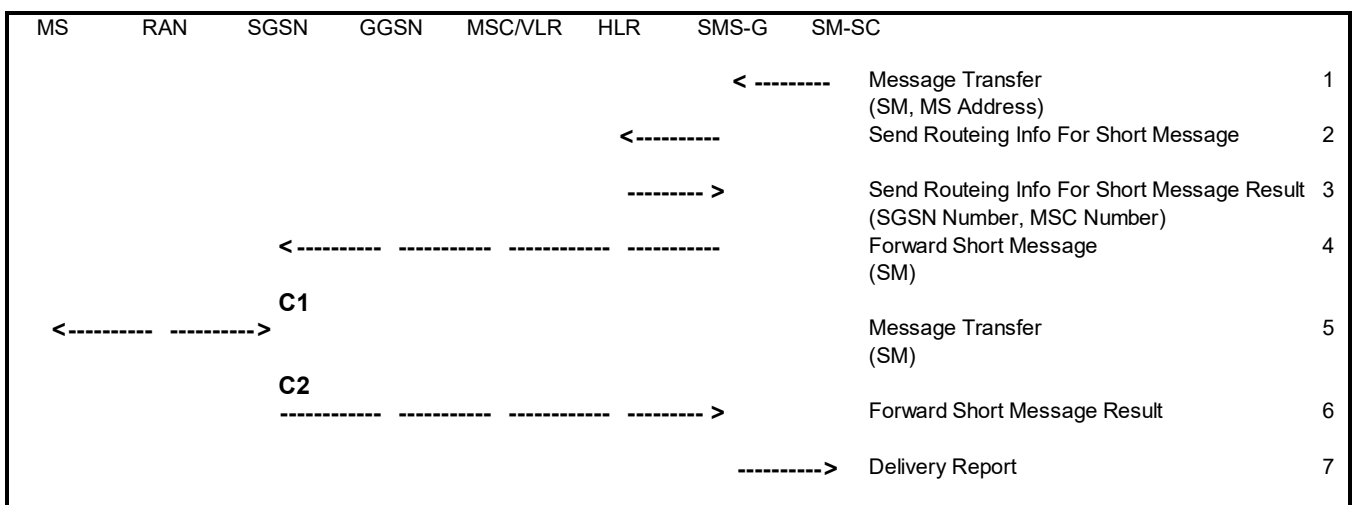 MS RAN SGSN GGSN MSC/VLR HLR SMS-G SM-SC
< --------- Message Transfer 1
(SM, MS Address)
<---------- Send Routeing Info For Short Message 2
--------- > Send Routeing Info For Short Message Result 3
(SGSN Number, MSC Number)
< ---------- ----------- ------------ ----------- Forward Short Message 4
(SM)
C1
<----------- ----------> Message Transfer 5
(SM)
C2
------------ ----------- ------------ --------- > Forward Short Message Result 6
----------> Delivery Report 7